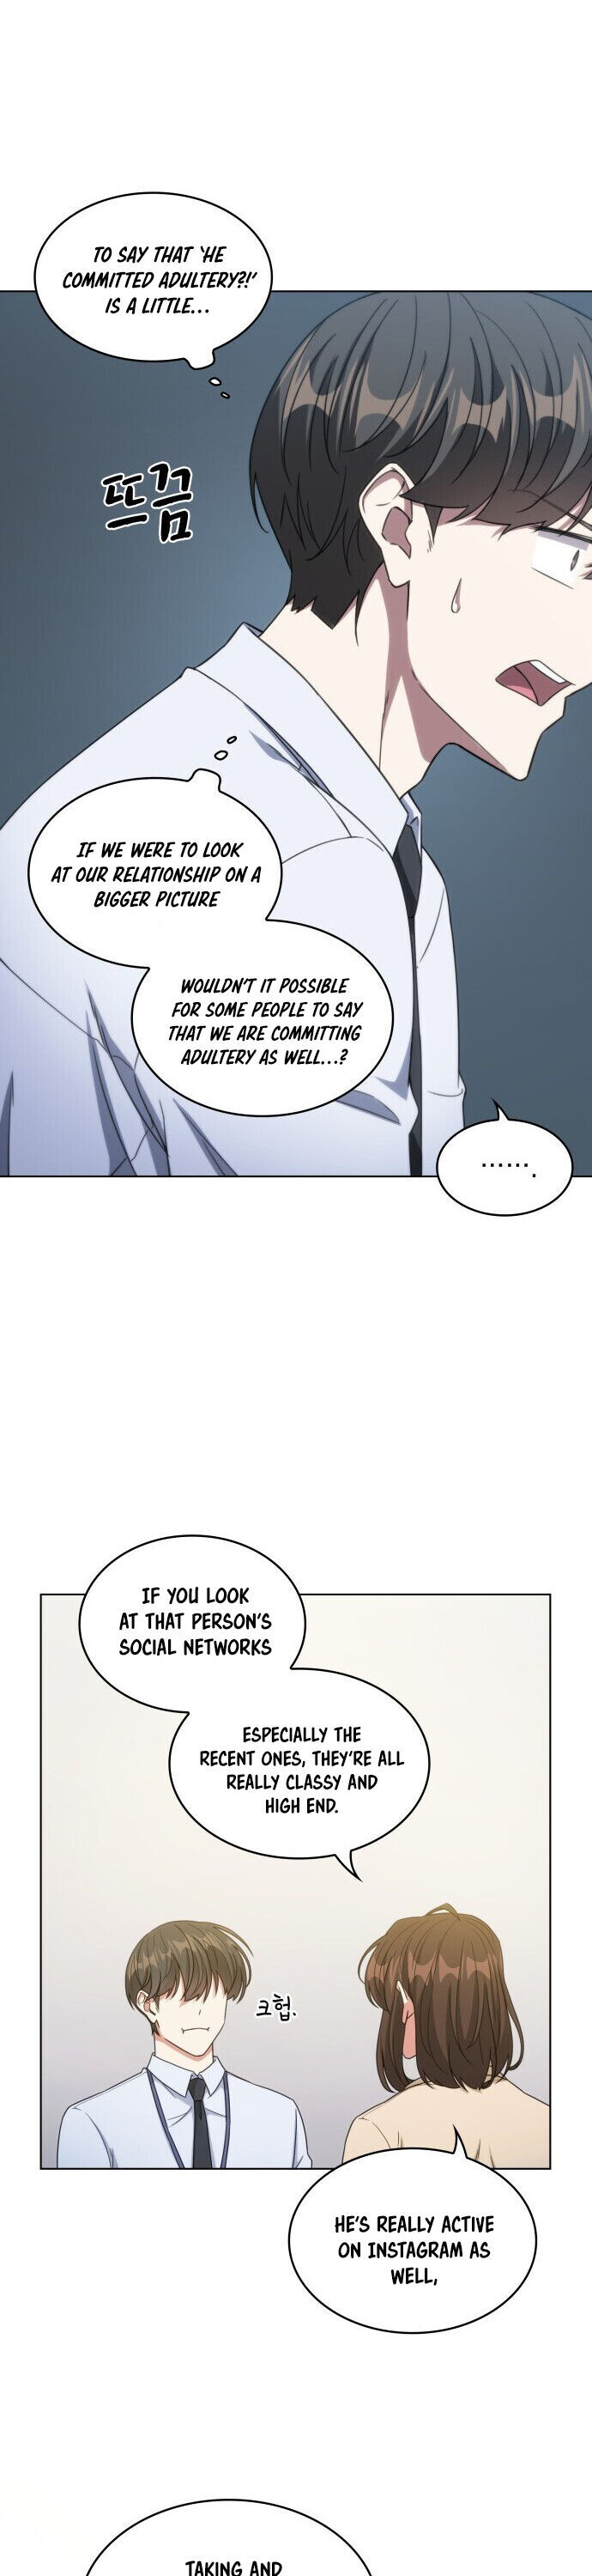 TO SAY THAT 'HE
COMMITTED ADULTERY?!'
IS A LITTLE...
뜨끔
IF WE WERE TO LOOK
AT OUR RELATIONSHIP ON A
BIGGER PICTURE
WOULDN'T IT POSSIBLE
FOR SOME PEOPLE TO SAY
THAT WE ARE COMMITTING
ADULTERY AS WELL...?
.......
IF YOU LOOK
AT THAT PERSON'S
SOCIAL NETWORKS
ESPECIALLY THE
RECENT ONES, THEY'RE ALL
REALLY CLASSY AND
HIGH END.
크헙.
HE'S REALLY ACTIVE
ON INSTAGRAM AS
WELL,
TAKING AND